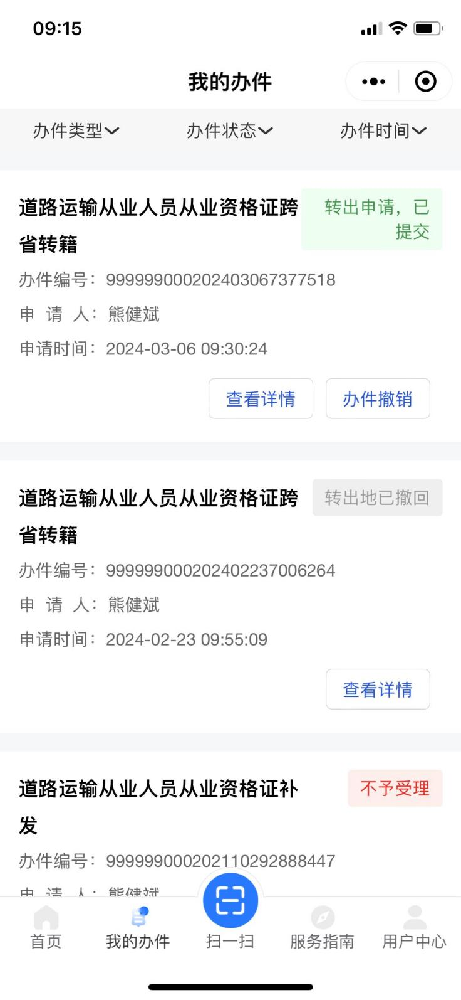 09:15
我的办件
办件类型 办件状态 办件时间
道路运输从业人员从业资格证跨
省转籍
转出申请，已
提交
办件编号：999999000202403067377518
申 请 人：熊健斌
申请时间：2024-03-06 09:30:24
查看详情 办件撤销
道路运输从业人员从业资格证跨
省转籍
转出地已撤回
办件编号：999999000202402237006264
申 请 人：熊健斌
申请时间：2024-02-23 09:55:09
查看详情
道路运输从业人员从业资格证补
发
不予受理
办件编号：999999000202110292888447
申 请 人：熊健斌
首页 我的办件 扫一扫 服务指南 用户中心